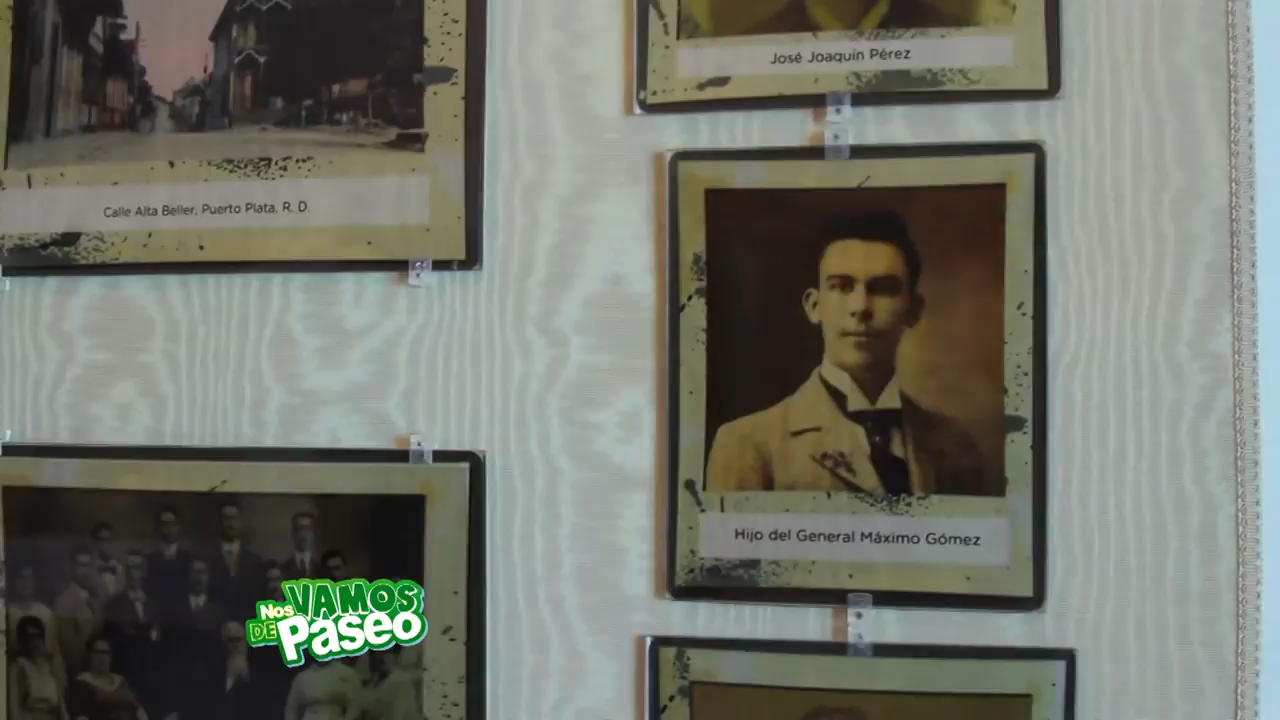 José Joaquín Pérez
Calle Alta Beller, Puerto Plata, R. D.
Hijo del General Máximo Gómez
Nos VAMOS
DE Paseo